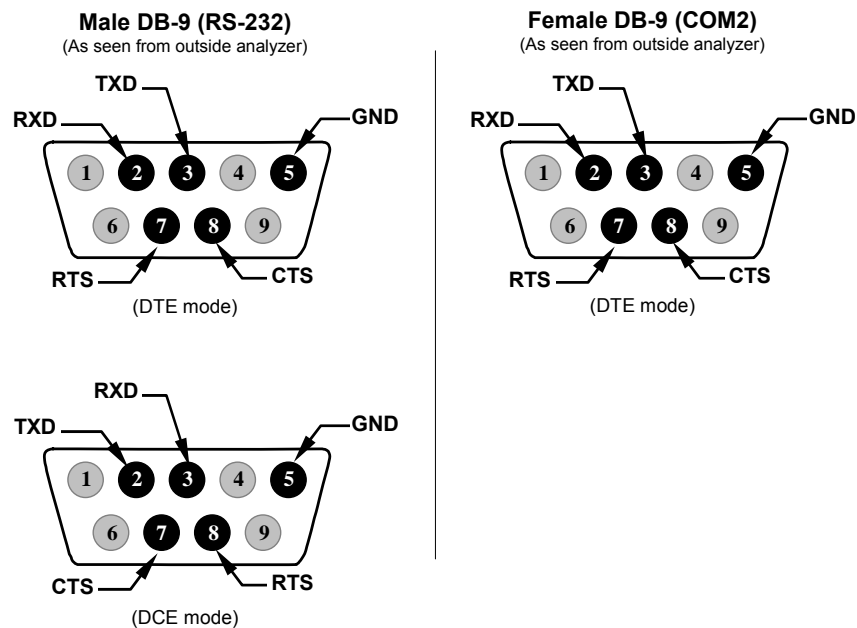 Male DB-9 (RS-232)
(As seen from outside analyzer)
TXD
RXD
GND
1 2 3 4 5
6 7 8 9
RTS
CTS
(DTE mode)
RXD
TXD
GND
1 2 3 4 5
6 7 8 9
CTS
RTS
(DCE mode)
Female DB-9 (COM2)
(As seen from outside analyzer)
TXD
RXD
GND
1 2 3 4 5
6 7 8 9
RTS
CTS
(DTE mode)